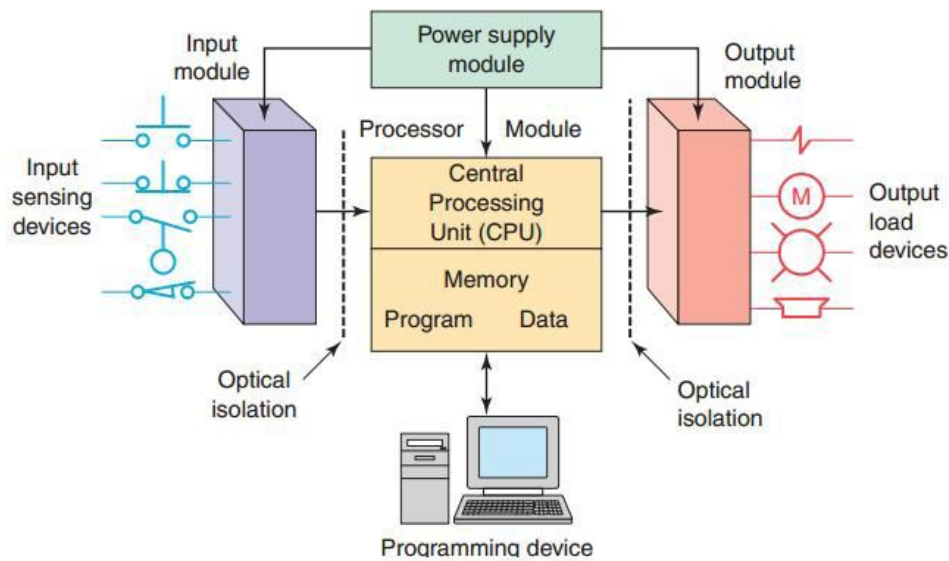 Input
module
Power supply
module
Output
module
Processor Module
Input
sensing
devices
Central
Processing
Unit (CPU)
Memory
Program Data
M
Output
load
devices
Optical
isolation
Optical
isolation
Programming device